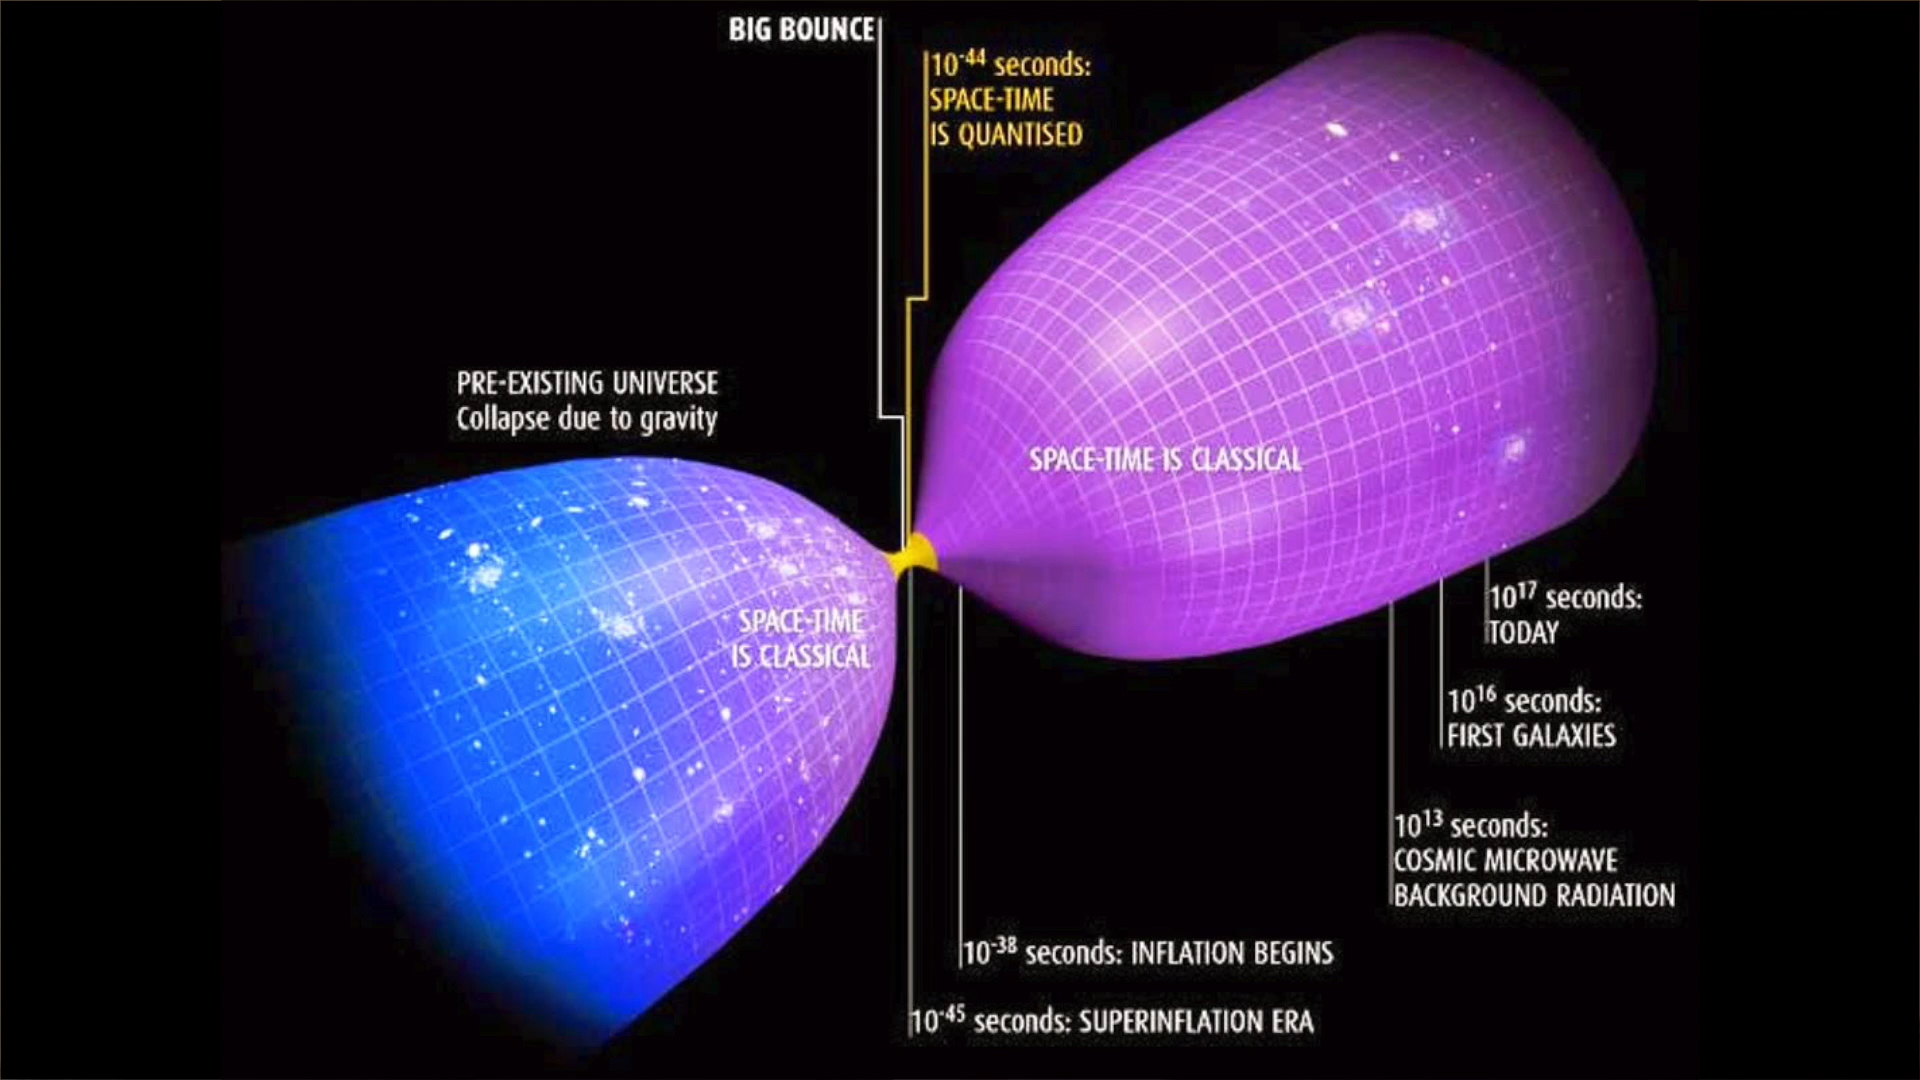 BIG BOUNCE
10⁻⁴⁴ seconds:
SPACE-TIME
IS QUANTISED
PRE-EXISTING UNIVERSE
Collapse due to gravity
SPACE-TIME IS CLASSICAL
SPACE-TIME
IS CLASSICAL
10¹⁷ seconds:
TODAY
10¹⁶ seconds:
FIRST GALAXIES
10¹³ seconds:
COSMIC MICROWAVE
BACKGROUND RADIATION
10⁻³⁸ seconds: INFLATION BEGINS
10⁻⁴⁵ seconds: SUPERINFLATION ERA